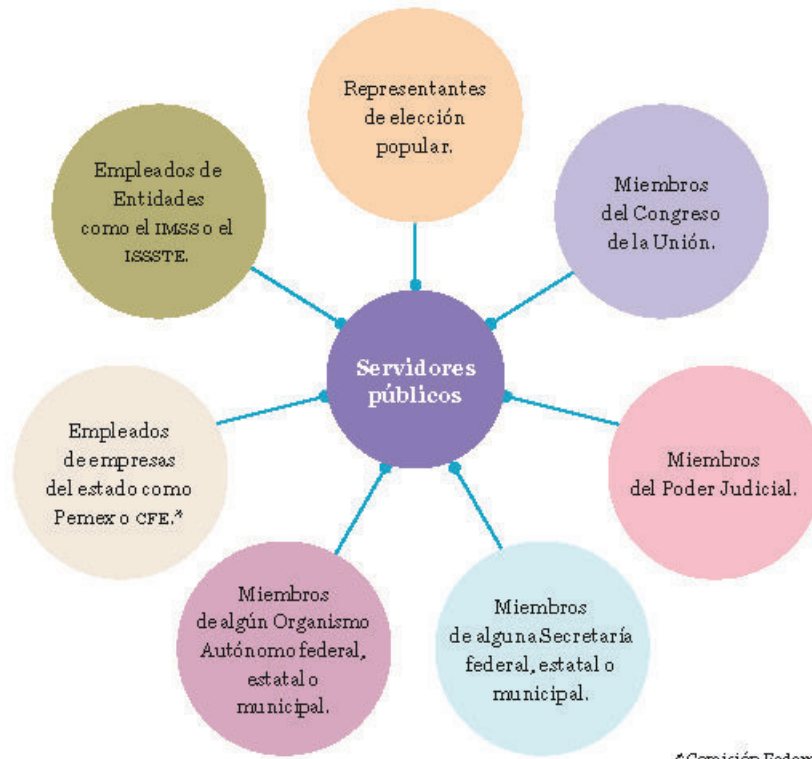 Representantes
de elección
popular.
Empleados de
Entidades
como el IMSS o el
ISSSTE.
Miembros
del Congreso
de la Unión.
Servidores
públicos
Empleados
de empresas
del estado como
Pemex o CFE.*
Miembros
del Poder Judicial.
Miembros
de algún Organismo
Autónomo federal,
estatal o
municipal.
Miembros
de alguna Secretaría
federal, estatal o
municipal.
*Comisión